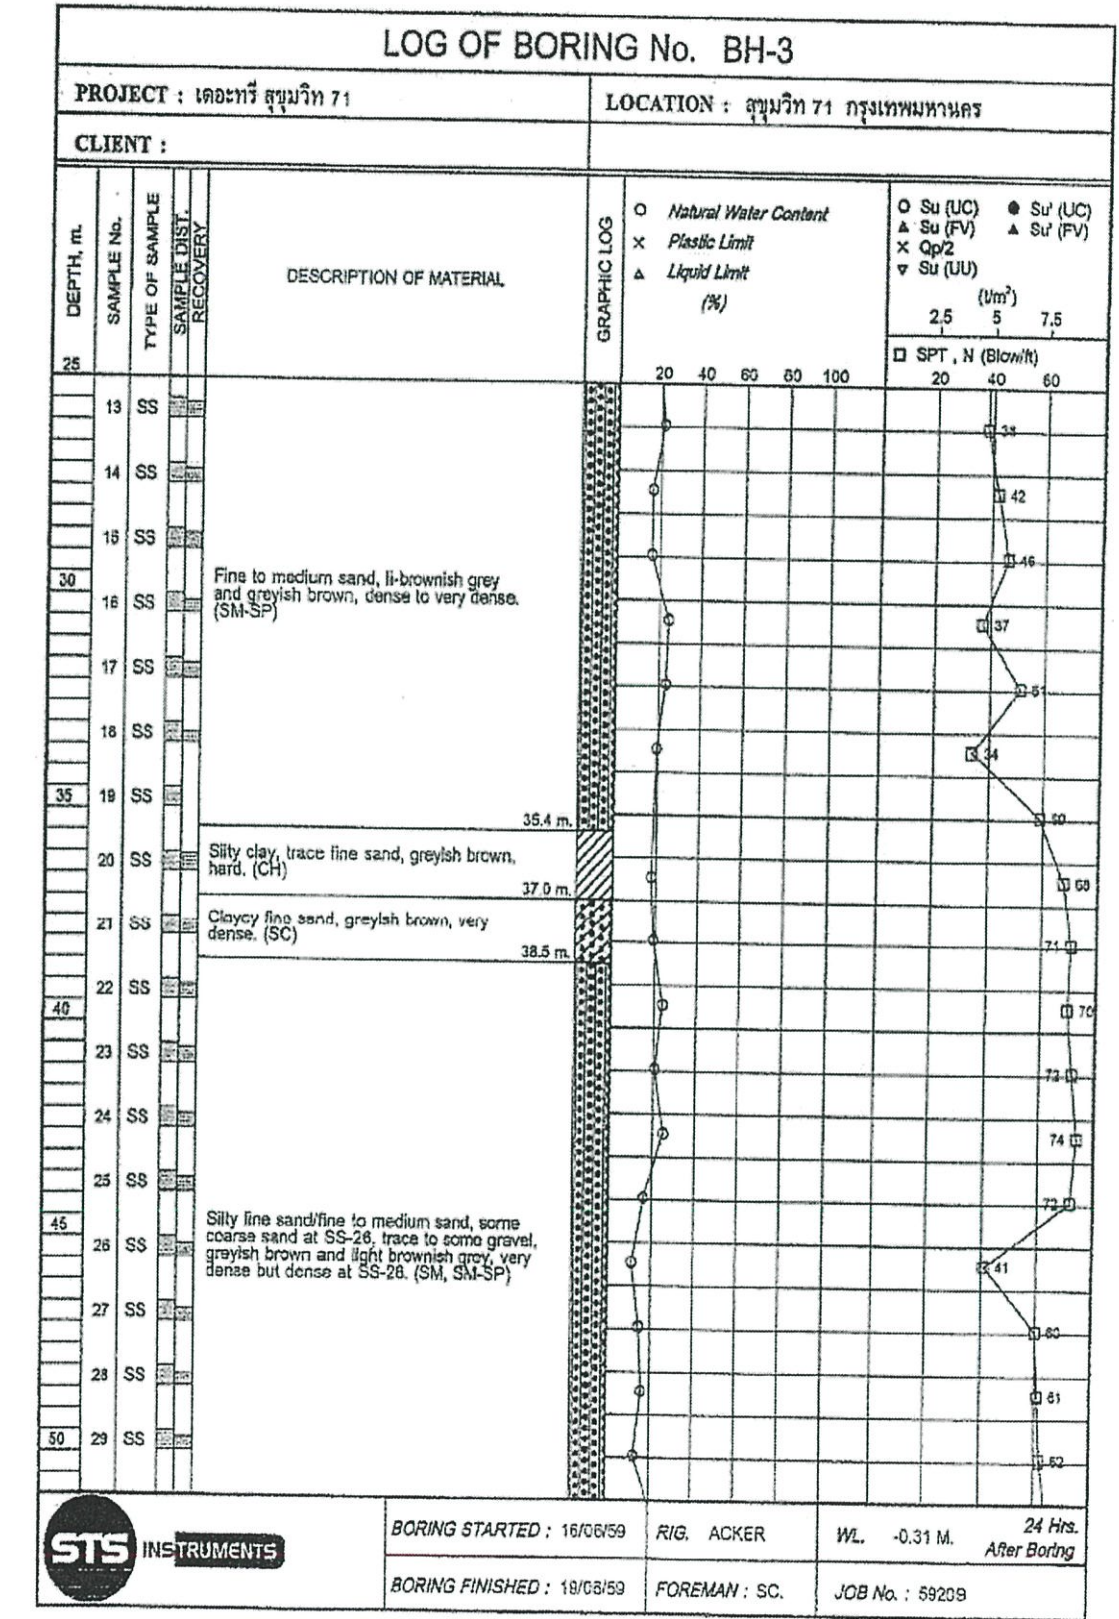 LOG OF BORING No. BH-3
PROJECT : เดอะทรี สุขุมวิท 71
LOCATION : สุขุมวิท 71 กรุงเทพมหานคร
CLIENT :
DEPTH, m.
SAMPLE No.
TYPE OF SAMPLE
SAMPLE DIST.
RECOVERY
DESCRIPTION OF MATERIAL
GRAPHIC LOG
Natural Water Content
Plastic Limit
Liquid Limit
(%)
Su (UC) Su' (UC)
Su (FV) Su' (FV)
Qp/2
Su (UU)
(t/m²)
2.5 5 7.5
SPT , N (Blow/ft)
25
20 40 60 80 100
20 40 60
13 SS 38
14 SS 42
15 SS 46
30
Fine to medium sand, li-brownish grey
and greyish brown, dense to very dense.
(SM-SP)
16 SS 37
17 SS 51
18 SS 34
35 19 SS 60
35.4 m.
Silty clay, trace fine sand, greyish brown,
hard. (CH)
20 SS 68
37.0 m.
Clayey fine sand, greyish brown, very
dense. (SC)
21 SS 71
38.5 m.
22 SS 70
40
23 SS
24 SS 74
25 SS 72
45
Silty fine sand/fine to medium sand, some
coarse sand at SS-26, trace to some gravel,
greyish brown and light brownish grey, very
dense but dense at SS-26. (SM, SM-SP)
26 SS 41
27 SS 60
28 SS 61
50 29 SS 62
STS INSTRUMENTS
BORING STARTED : 16/06/59
RIG. ACKER
WL. -0.31 M.
24 Hrs.
After Boring
BORING FINISHED : 19/06/59
FOREMAN : SC.
JOB No. : 59209